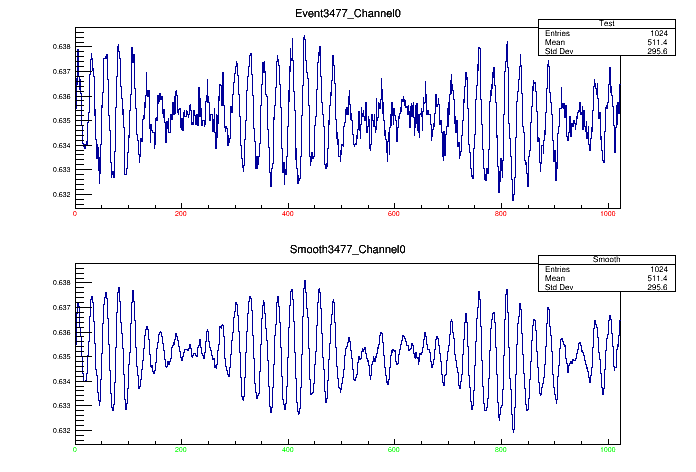 Event3477_Channel0
Test
Entries 1024
Mean 511.4
Std Dev 295.6
0.638
0.637
0.636
0.635
0.634
0.633
0.632
0 200 400 600 800 1000
Smooth3477_Channel0
Smooth
Entries 1024
Mean 511.4
Std Dev 295.6
0.638
0.637
0.636
0.635
0.634
0.633
0.632
0 200 400 600 800 1000